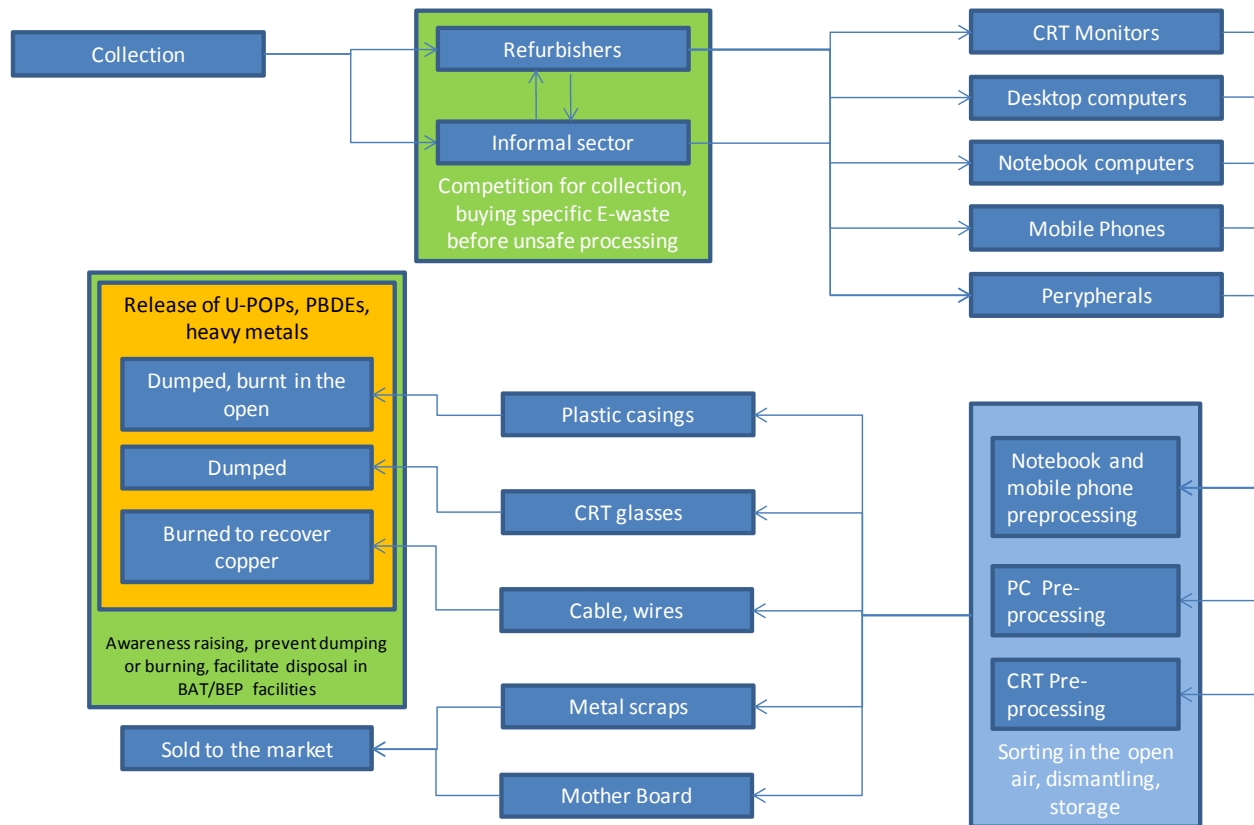 Collection
Refurbishers
Informal sector
Competition for collection,
buying specific E-waste
before unsafe processing
CRT Monitors
Desktop computers
Notebook computers
Mobile Phones
Perypherals
Release of U-POPs, PBDEs,
heavy metals
Dumped, burnt in the
open
Dumped
Burned to recover
copper
Awareness raising, prevent dumping
or burning, facilitate disposal in
BAT/BEP facilities
Sold to the market
Plastic casings
CRT glasses
Cable, wires
Metal scraps
Mother Board
Notebook and
mobile phone
preprocessing
PC Pre-
processing
CRT Pre-
processing
Sorting in the open
air, dismantling,
storage